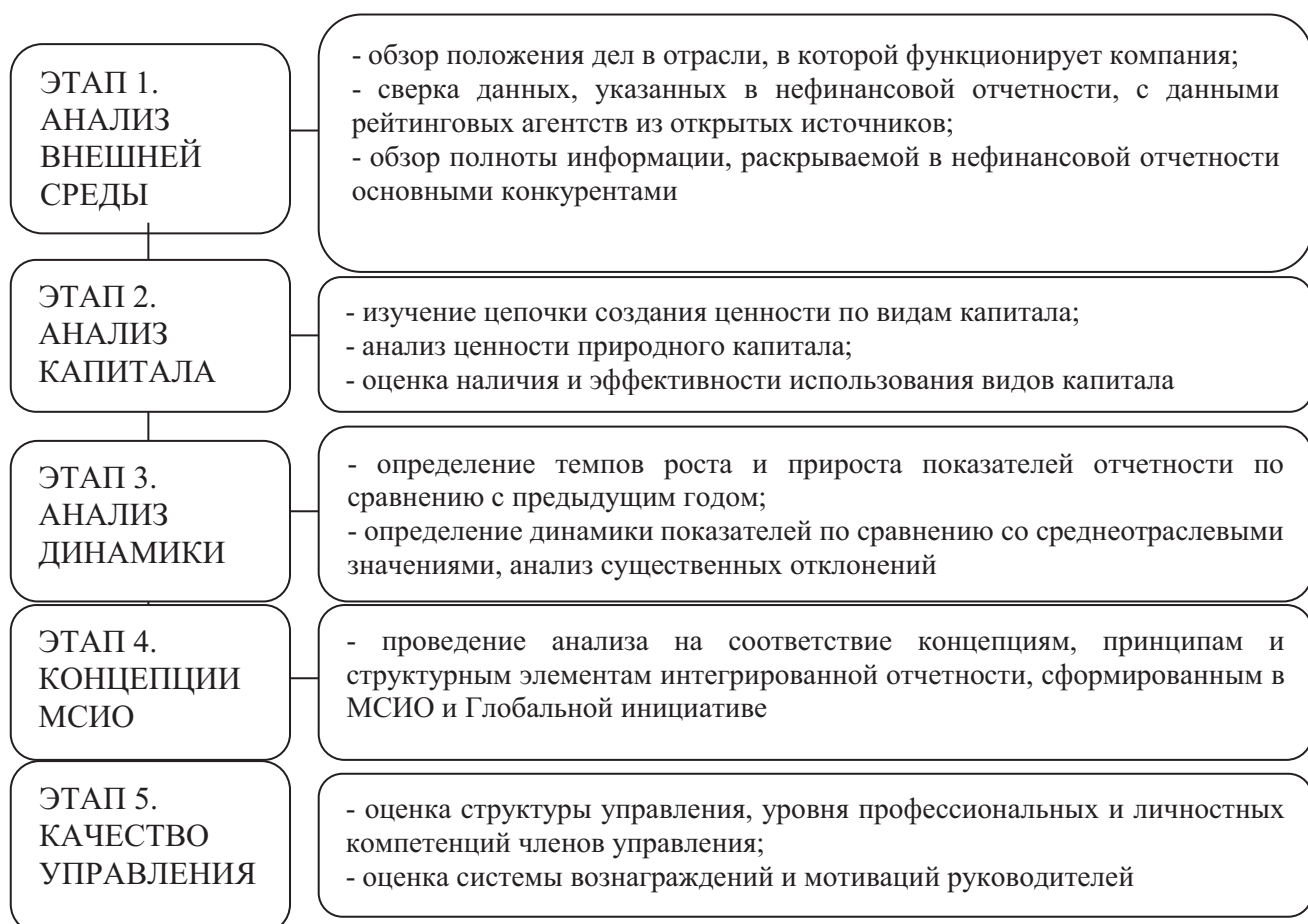 ЭТАП 1.
АНАЛИЗ
ВНЕШНЕЙ
СРЕДЫ
- обзор положения дел в отрасли, в которой функционирует компания;
- сверка данных, указанных в нефинансовой отчетности, с данными
рейтинговых агентств из открытых источников;
- обзор полноты информации, раскрываемой в нефинансовой отчетности
основными конкурентами
ЭТАП 2.
АНАЛИЗ
КАПИТАЛА
- изучение цепочки создания ценности по видам капитала;
- анализ ценности природного капитала;
- оценка наличия и эффективности использования видов капитала
ЭТАП 3.
АНАЛИЗ
ДИНАМИКИ
- определение темпов роста и прироста показателей отчетности по
сравнению с предыдущим годом;
- определение динамики показателей по сравнению со среднеотраслевыми
значениями, анализ существенных отклонений
ЭТАП 4.
КОНЦЕПЦИИ
МСИО
- проведение анализа на соответствие концепциям, принципам и
структурным элементам интегрированной отчетности, сформированным в
МСИО и Глобальной инициативе
ЭТАП 5.
КАЧЕСТВО
УПРАВЛЕНИЯ
- оценка структуры управления, уровня профессиональных и личностных
компетенций членов управления;
- оценка системы вознаграждений и мотиваций руководителей